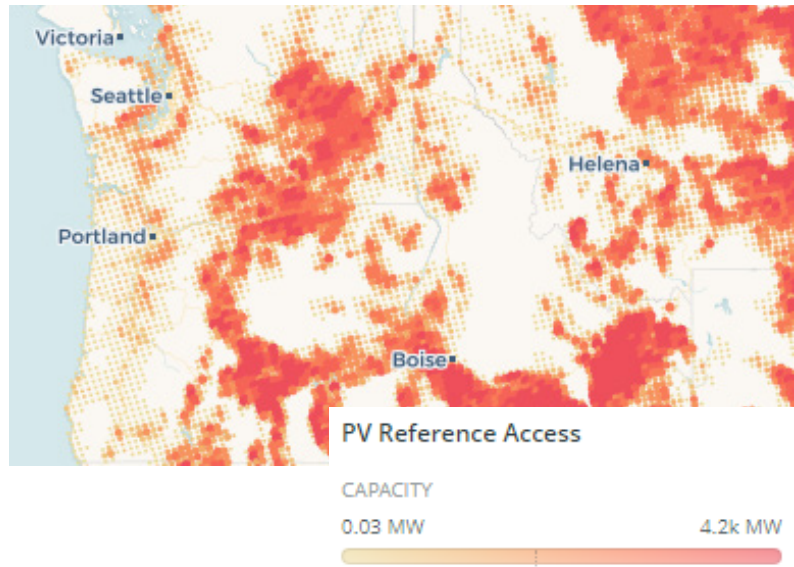 Victoria
Seattle
Helena
Portland
Boise
PV Reference Access
CAPACITY
0.03 MW 4.2k MW